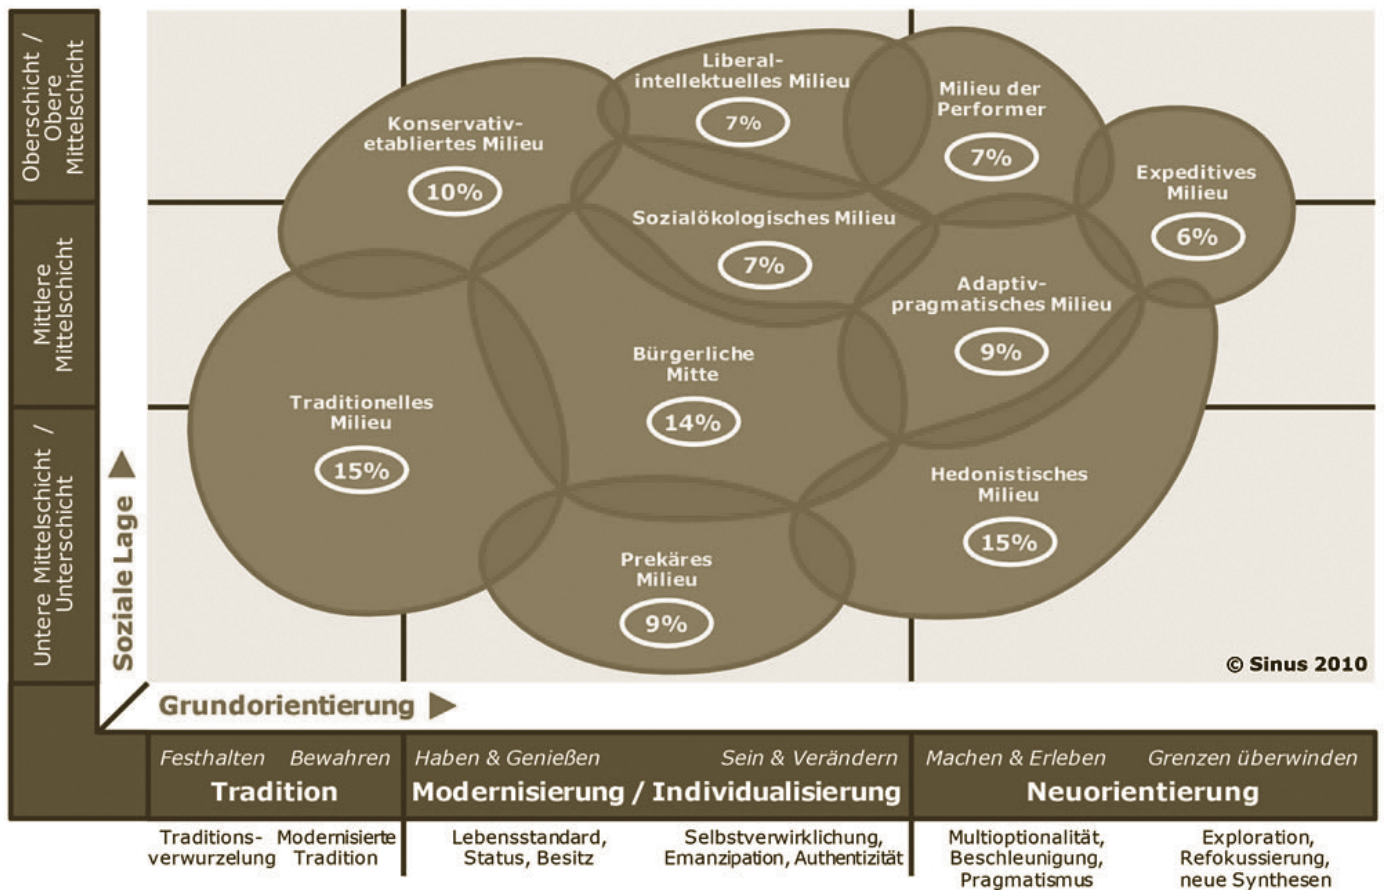 Oberschicht /
Obere
Mittelschicht
Mittlere
Mittelschicht
Untere Mittelschicht /
Unterschicht
Soziale Lage
Konservativ-
etabliertes Milieu
10%
Liberal-
intellektuelles Milieu
7%
Milieu der
Performer
7%
Expeditives
Milieu
6%
Sozialökologisches Milieu
7%
Adaptiv-
pragmatisches Milieu
9%
Bürgerliche
Mitte
14%
Traditionelles
Milieu
15%
Hedonistisches
Milieu
15%
Prekäres
Milieu
9%
© Sinus 2010
Grundorientierung
Festhalten Bewahren
Tradition
Haben & Genießen Sein & Verändern
Modernisierung / Individualisierung
Machen & Erleben Grenzen überwinden
Neuorientierung
Traditions-
verwurzelung
Modernisierte
Tradition
Lebensstandard,
Status, Besitz
Selbstverwirklichung,
Emanzipation, Authentizität
Multioptionalität,
Beschleunigung,
Pragmatismus
Exploration,
Refokussierung,
neue Synthesen